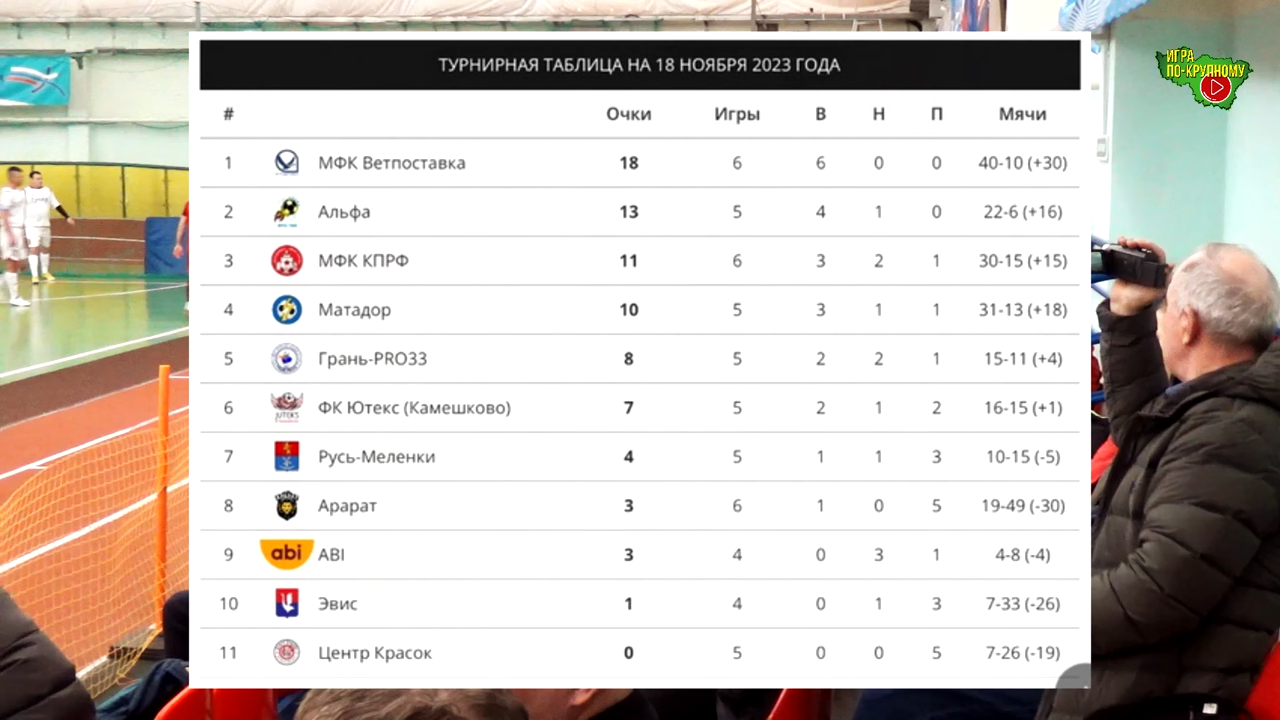 ИГРА
ПО-КРУПНОМУ
ТУРНИРНАЯ ТАБЛИЦА НА 18 НОЯБРЯ 2023 ГОДА
# Очки Игры В Н П Мячи
1 МФК Ветпоставка 18 6 6 0 0 40-10 (+30)
2 Альфа 13 5 4 1 0 22-6 (+16)
3 МФК КПРФ 11 6 3 2 1 30-15 (+15)
4 Матадор 10 5 3 1 1 31-13 (+18)
5 Грань-PRO33 8 5 2 2 1 15-11 (+4)
6 JUTEKS ФК Ютекс (Камешково) 7 5 2 1 2 16-15 (+1)
7 Русь-Меленки 4 5 1 1 3 10-15 (-5)
8 Арарат 3 6 1 0 5 19-49 (-30)
9 abi ABI 3 4 0 3 1 4-8 (-4)
10 Эвис 1 4 0 1 3 7-33 (-26)
11 Центр Красок 0 5 0 0 5 7-26 (-19)